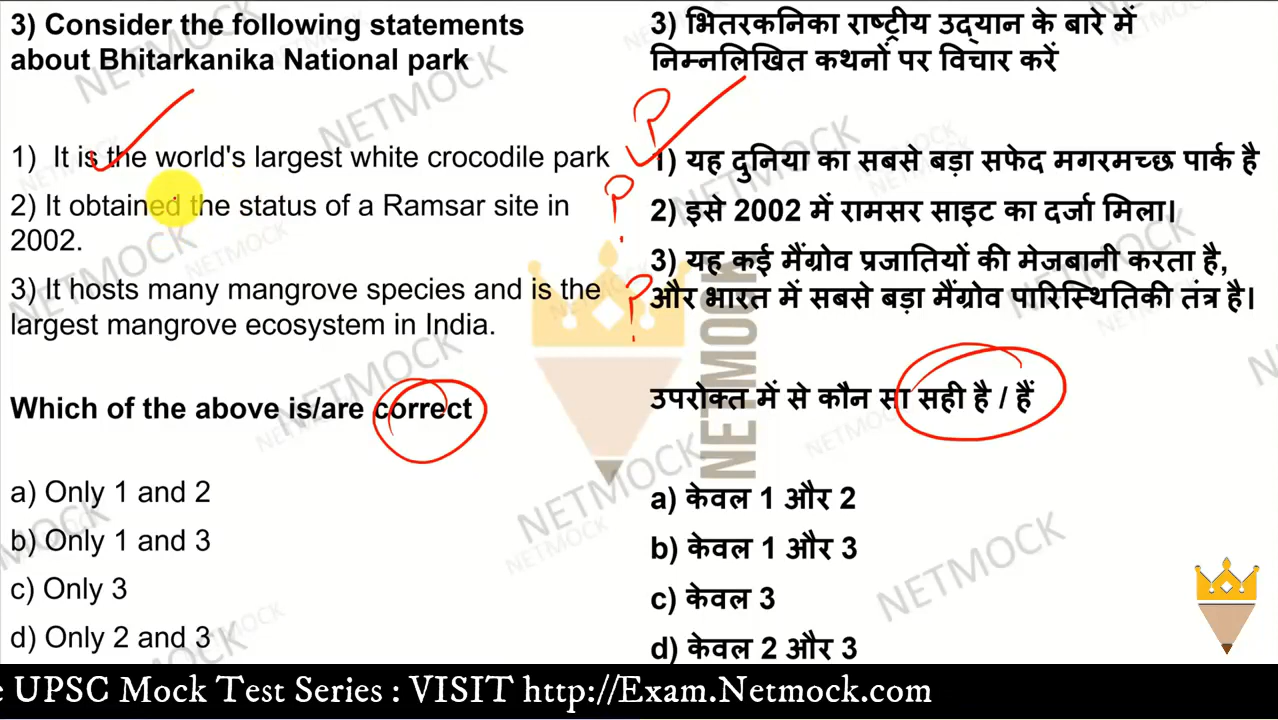 3) Consider the following statements
about Bhitarkanika National park
1) It is the world's largest white crocodile park
2) It obtained the status of a Ramsar site in
2002.
3) It hosts many mangrove species and is the
largest mangrove ecosystem in India.
Which of the above is/are correct
a) Only 1 and 2
b) Only 1 and 3
c) Only 3
d) Only 2 and 3
3) भितरकनिका राष्ट्रीय उद्यान के बारे में
निम्नलिखित कथनों पर विचार करें
1) यह दुनिया का सबसे बड़ा सफेद मगरमच्छ पार्क है
2) इसे 2002 में रामसर साइट का दर्जा मिला।
3) यह कई मैंग्रोव प्रजातियों की मेजबानी करता है,
और भारत में सबसे बड़ा मैंग्रोव पारिस्थितिकी तंत्र है।
उपरोक्त में से कौन सा सही है / हैं
a) केवल 1 और 2
b) केवल 1 और 3
c) केवल 3
d) केवल 2 और 3
?
?
?
NETMOCK
UPSC Mock Test Series : VISIT http://Exam.Netmock.com